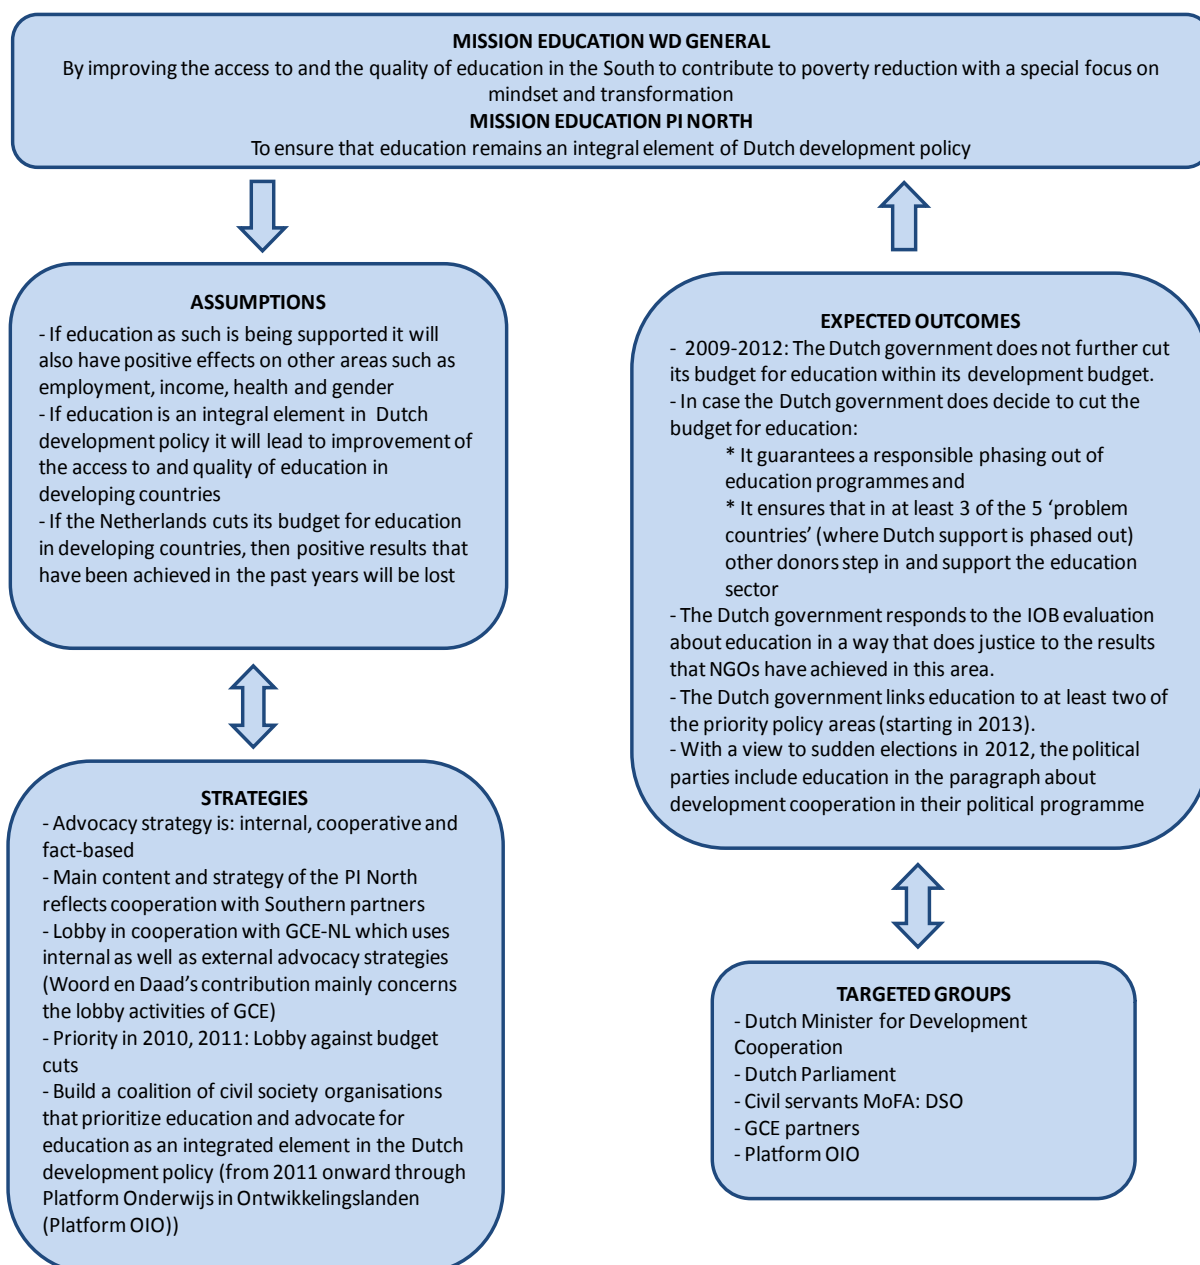 MISSION EDUCATION WD GENERAL
By improving the access to and the quality of education in the South to contribute to poverty reduction with a special focus on
mindset and transformation
MISSION EDUCATION PI NORTH
To ensure that education remains an integral element of Dutch development policy
ASSUMPTIONS
- If education as such is being supported it will
also have positive effects on other areas such as
employment, income, health and gender
- If education is an integral element in Dutch
development policy it will lead to improvement of
the access to and quality of education in
developing countries
- If the Netherlands cuts its budget for education
in developing countries, then positive results that
have been achieved in the past years will be lost
STRATEGIES
- Advocacy strategy is: internal, cooperative and
fact-based
- Main content and strategy of the PI North
reflects cooperation with Southern partners
- Lobby in cooperation with GCE-NL which uses
internal as well as external advocacy strategies
(Woord en Daad’s contribution mainly concerns
the lobby activities of GCE)
- Priority in 2010, 2011: Lobby against budget
cuts
- Build a coalition of civil society organisations
that prioritize education and advocate for
education as an integrated element in the Dutch
development policy (from 2011 onward through
Platform Onderwijs in Ontwikkelingslanden
(Platform OIO))
EXPECTED OUTCOMES
- 2009-2012: The Dutch government does not further cut
its budget for education within its development budget.
- In case the Dutch government does decide to cut the
budget for education:
* It guarantees a responsible phasing out of
education programmes and
* It ensures that in at least 3 of the 5 ‘problem
countries’ (where Dutch support is phased out)
other donors step in and support the education
sector
- The Dutch government responds to the IOB evaluation
about education in a way that does justice to the results
that NGOs have achieved in this area.
- The Dutch government links education to at least two of
the priority policy areas (starting in 2013).
- With a view to sudden elections in 2012, the political
parties include education in the paragraph about
development cooperation in their political programme
TARGETED GROUPS
- Dutch Minister for Development
Cooperation
- Dutch Parliament
- Civil servants MoFA: DSO
- GCE partners
- Platform OIO